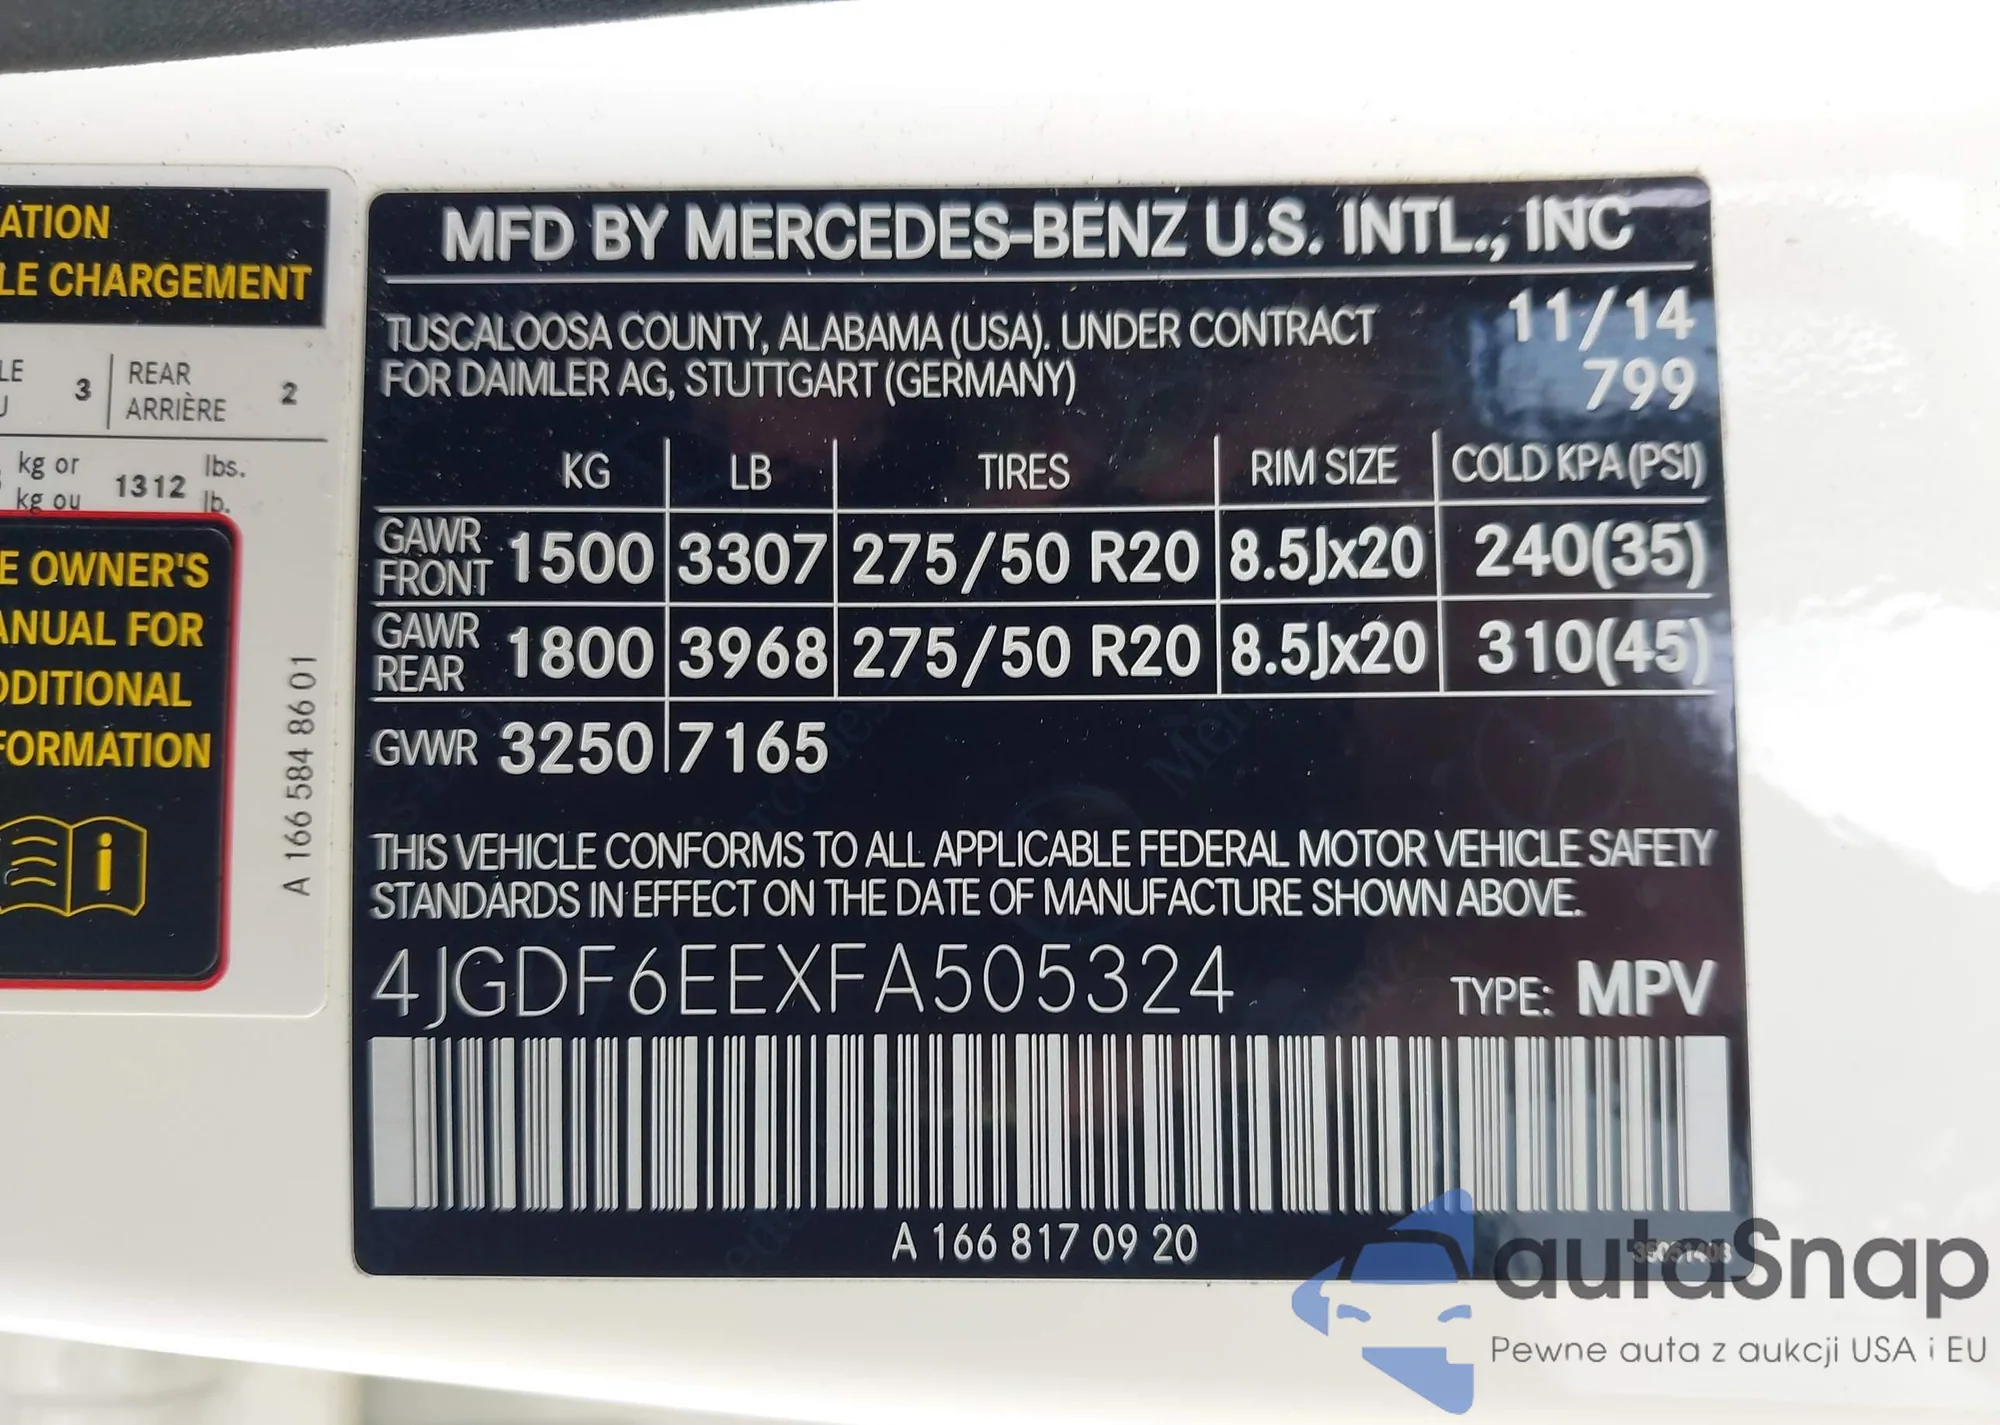 ATION
LE CHARGEMENT
LE
3
REAR
ARRIÈRE
2
kg or
kg ou
1312
lbs.
lb.
E OWNER'S
ANUAL FOR
DDITIONAL
FORMATION
i
A 166 584 86 01
MFD BY MERCEDES-BENZ U.S. INTL., INC
TUSCALOOSA COUNTY, ALABAMA (USA). UNDER CONTRACT
FOR DAIMLER AG, STUTTGART (GERMANY)
11/14
799
KG LB TIRES RIM SIZE COLD KPA (PSI)
GAWR FRONT 1500 3307 275/50 R20 8.5Jx20 240(35)
GAWR REAR 1800 3968 275/50 R20 8.5Jx20 310(45)
GVWR 3250 7165
THIS VEHICLE CONFORMS TO ALL APPLICABLE FEDERAL MOTOR VEHICLE SAFETY
STANDARDS IN EFFECT ON THE DATE OF MANUFACTURE SHOWN ABOVE.
4JGDF6EEXFA505324
TYPE: MPV
A 166 817 09 20
autaSnap
Pewne auta z aukcji USA i EU